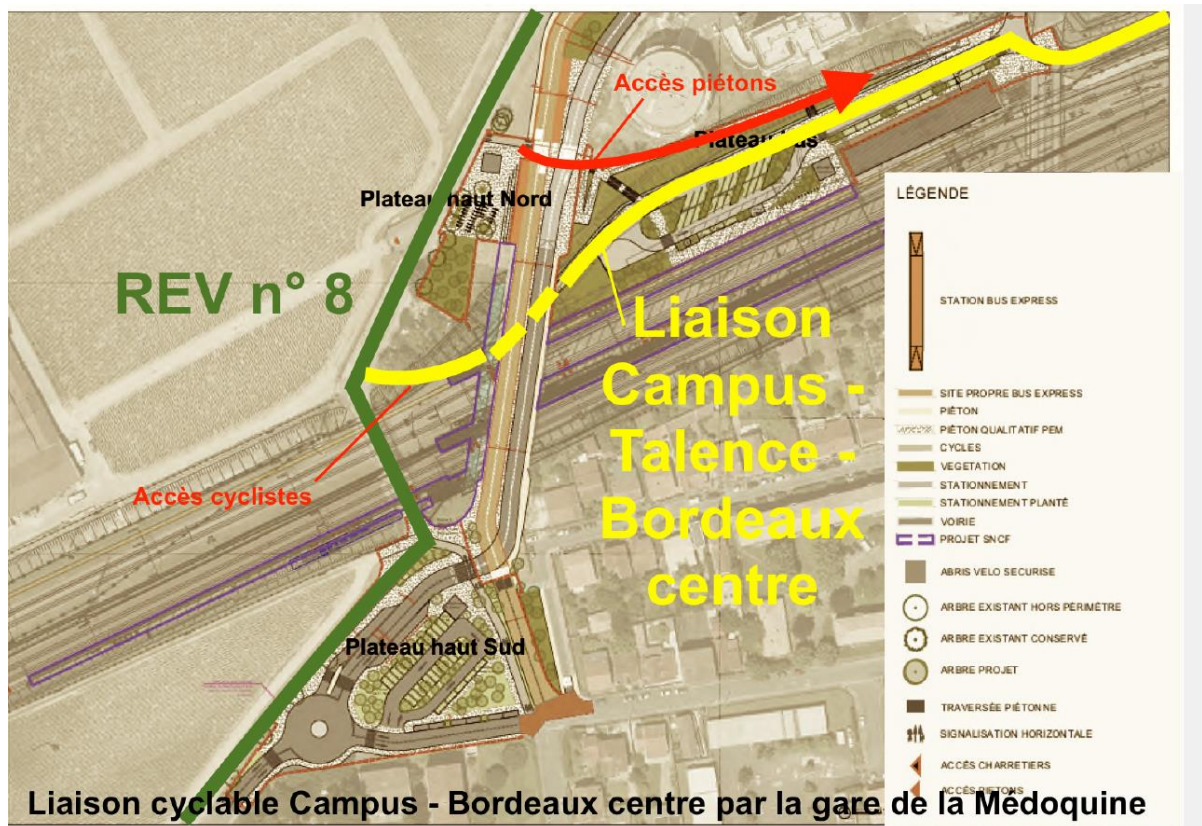 Accès piétons
Plateau bas
Plateau haut Nord
REV n° 8
Liaison
Campus -
Talence -
Bordeaux
centre
Accès cyclistes
Plateau haut Sud
LÉGENDE
STATION BUS EXPRESS
SITE PROPRE BUS EXPRESS
PIÉTON
PIÉTON QUALITATIF PEM
CYCLES
VEGETATION
STATIONNEMENT
STATIONNEMENT PLANTÉ
VOIRIE
PROJET SNCF
ABRIS VELO SECURISE
ARBRE EXISTANT HORS PÉRIMÈTRE
ARBRE EXISTANT CONSERVÉ
ARBRE PROJET
TRAVERSÉE PIÉTONNE
SIGNALISATION HORIZONTALE
ACCÉS CHARRETIERS
ACCÉS PIETONS
Liaison cyclable Campus - Bordeaux centre par la gare de la Médoquine